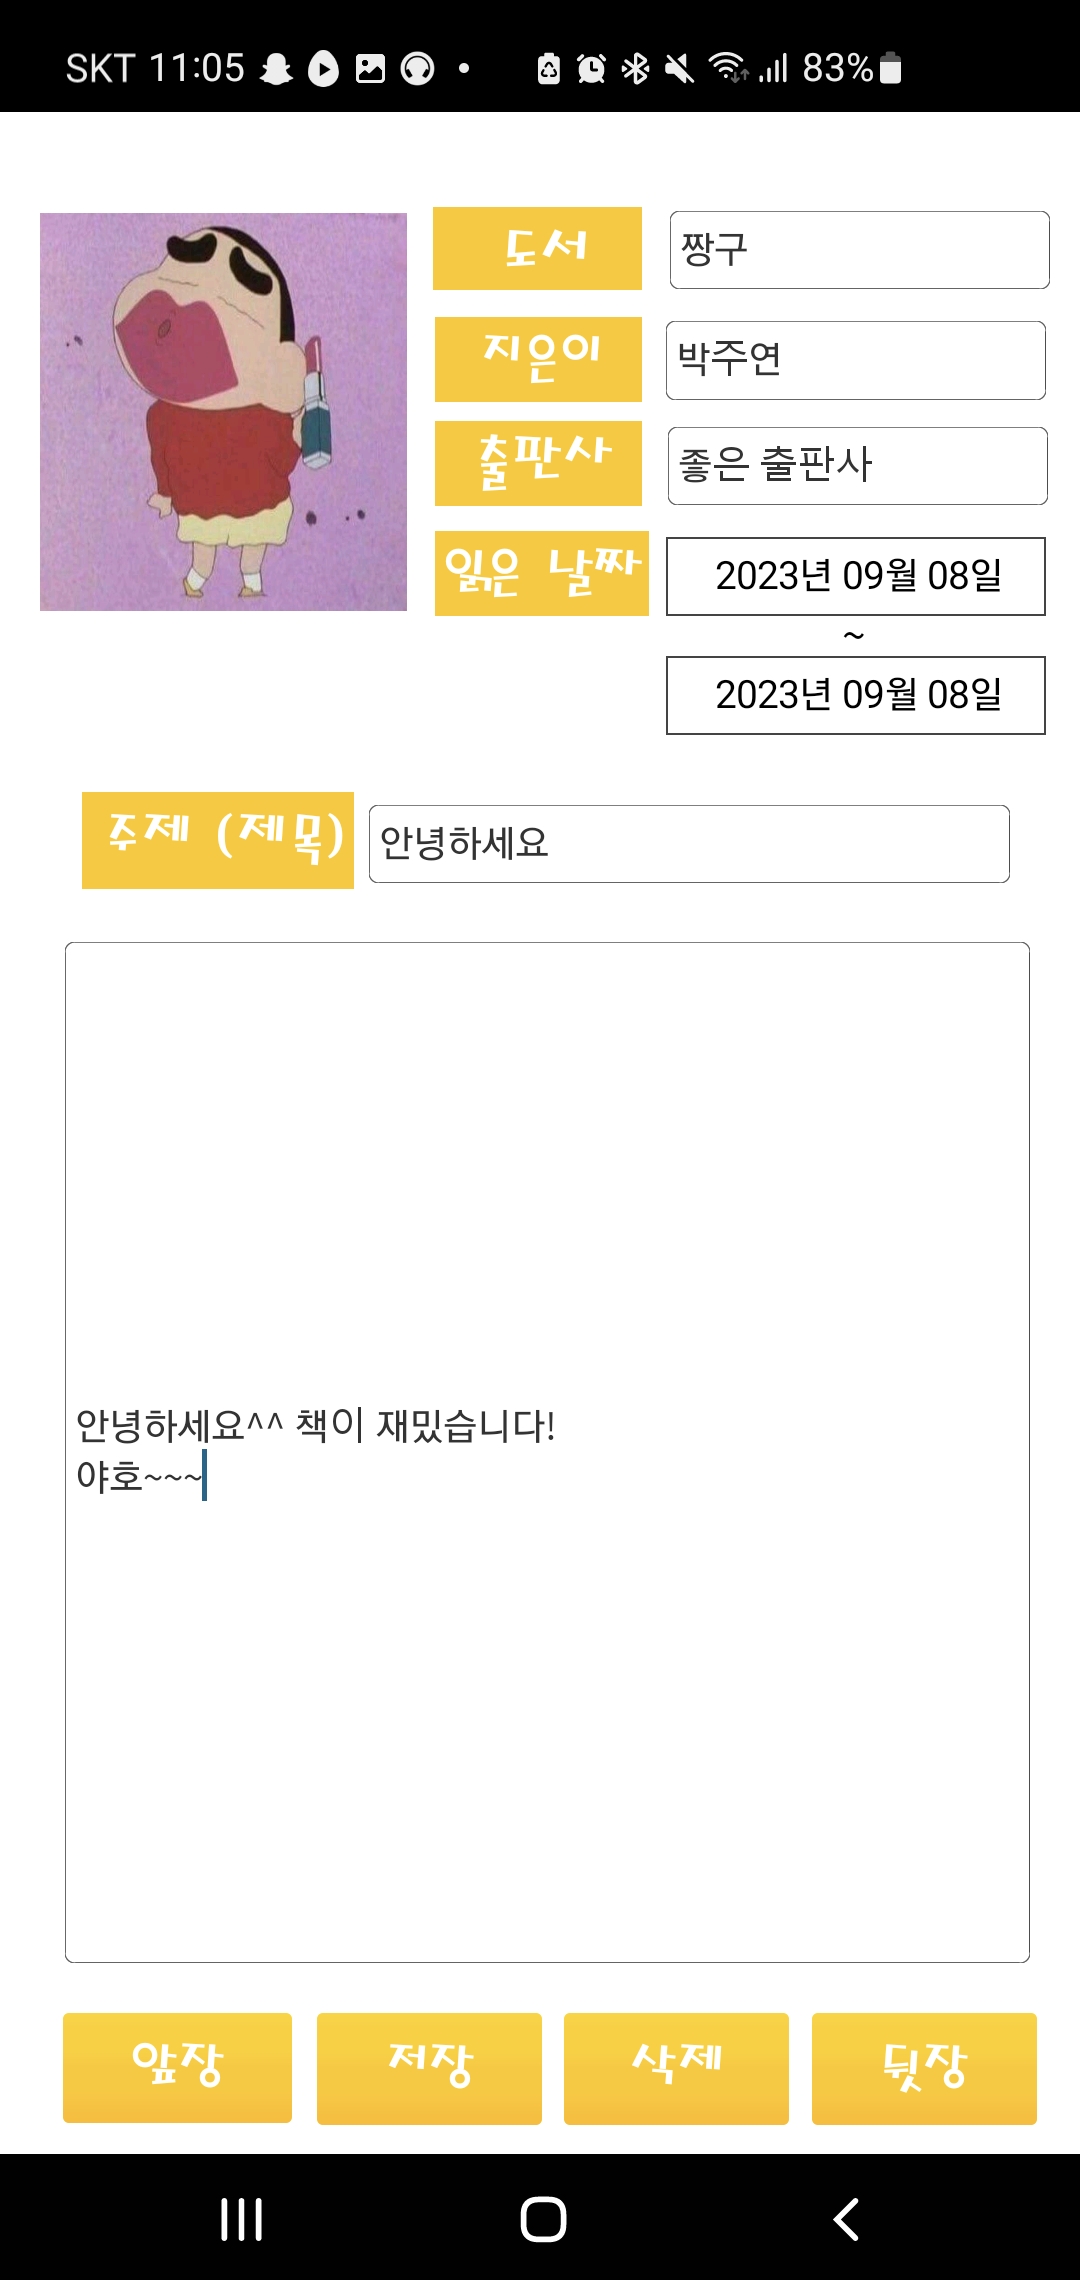 SKT 11:05 83%
도서 짱구
지은이 박주연
출판사 좋은 출판사
읽은 날짜 2023년 09월 08일
~
2023년 09월 08일
주제 (제목) 안녕하세요
안녕하세요^^ 책이 재밌습니다!
야호~~~
앞장 저장 삭제 뒷장